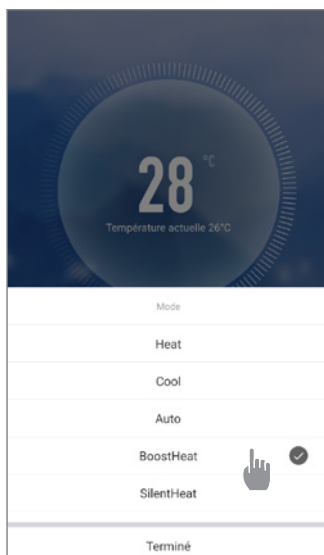 28 °C
Température actuelle 26°C
Mode
Heat
Cool
Auto
BoostHeat
SilentHeat
Terminé